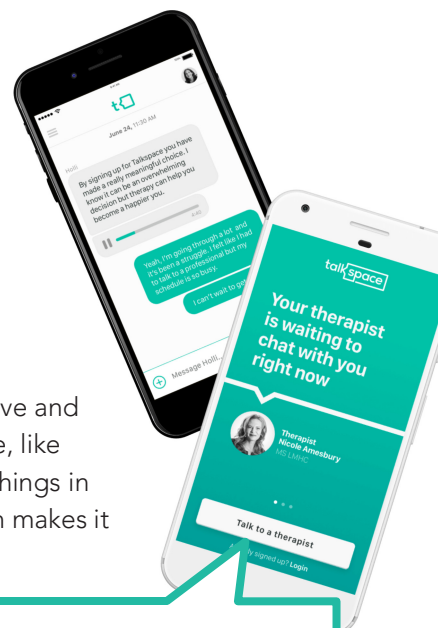 June 24, 11:30 AM
Holli
By signing up for Talkspace you have
made a really meaningful choice. I
know it can be an overwhelming
decision but therapy can help you
become a happier you.
4:40
Yeah, I'm going through a lot and
it's been a struggle. I felt like I had
to talk to a professional but my
schedule is so busy.
I can't wait to get
Message Holli...
talkspace
Your therapist
is waiting to
chat with you
right now
Therapist
Nicole Amesbury
MS LMHC
Talk to a therapist
signed up? Login
ve and
e, like
hings in
n makes it